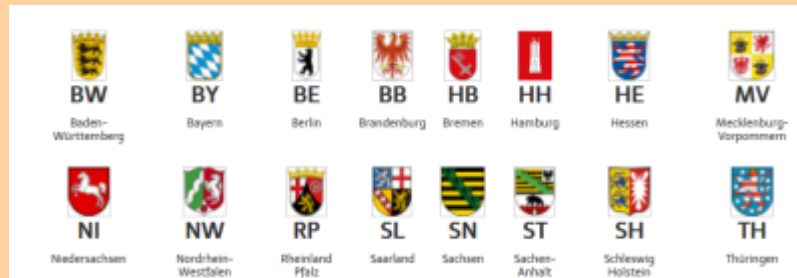 BW BY BE BB HB HH HE MV
Baden- Bayern Berlin Brandenburg Bremen Hamburg Hessen Mecklenburg-
Württemberg Vorpommern
NI NW RP SL SN ST SH TH
Niedersachsen Nordrhein- Rheinland Saarland Sachsen Sachen- Schleswig Thüringen
Westfalen Pfalz Anhalt Holstein